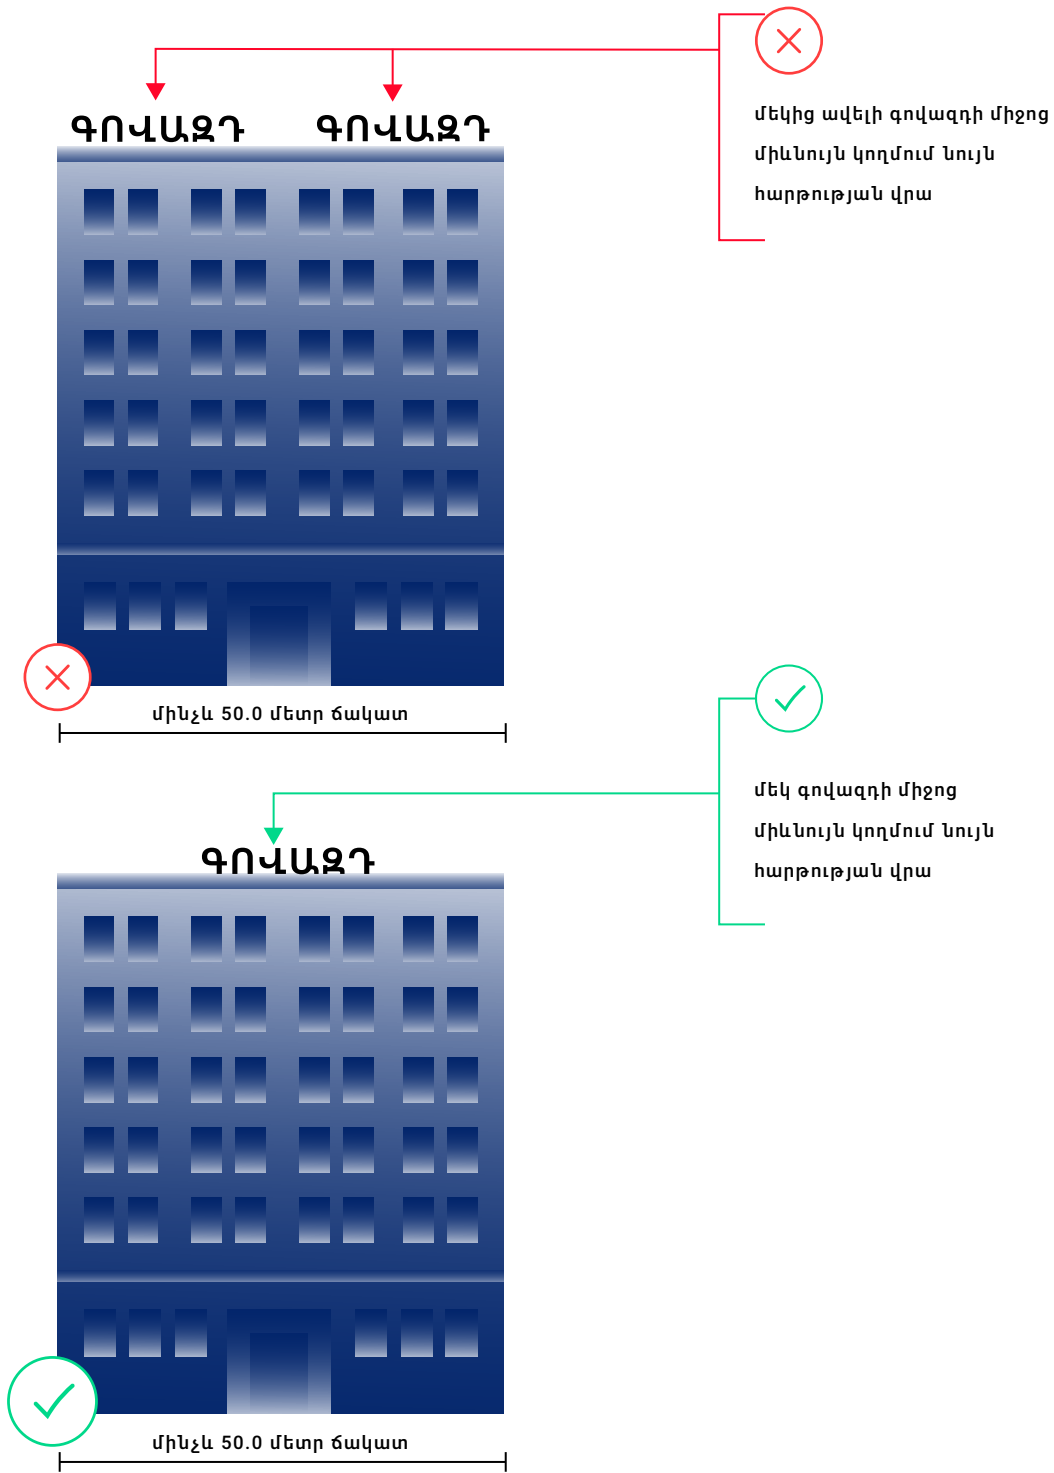 ԳՈՎԱԶԴ ԳՈՎԱԶԴ
մեկից ավելի գովազդի միջոց
միևնույն կողմում նույն
հարթության վրա
մինչև 50.0 մետր ճակատ
մեկ գովազդի միջոց
միևնույն կողմում նույն
հարթության վրա
ԳՈՎԱԶԴ
մինչև 50.0 մետր ճակատ